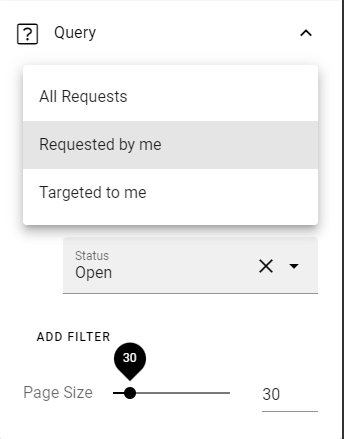 Query
All Requests
Requested by me
Targeted to me
Status
Open
ADD FILTER
30
Page Size
30